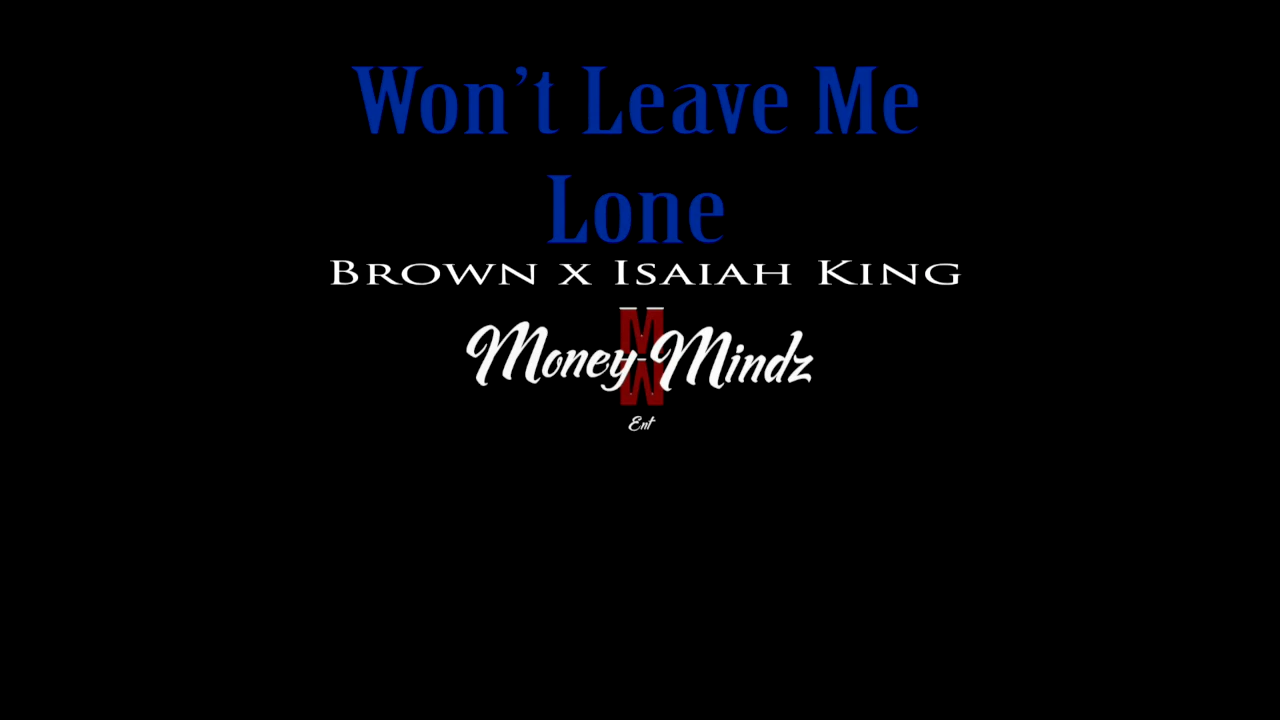 Won't Leave Me
Lone
BROWN X ISAIAH KING
M
Money-Mindz
M
Ent